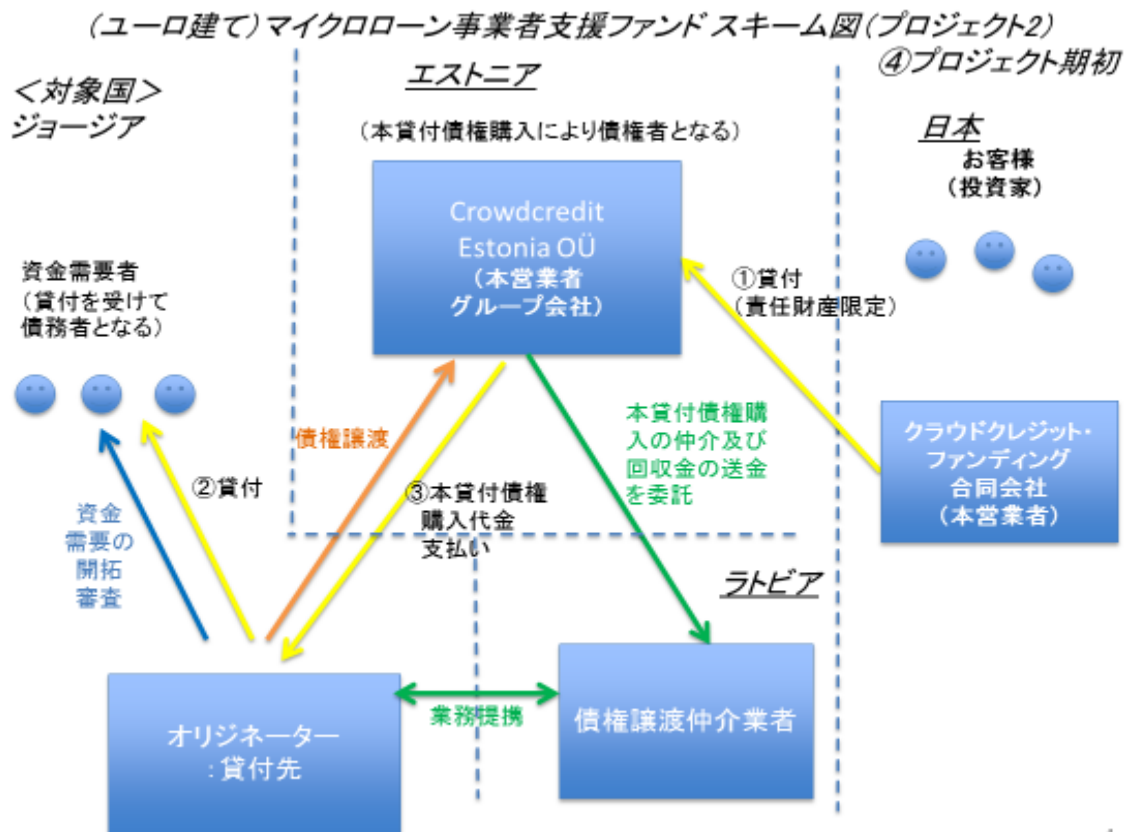 (ユーロ建て)マイクロローン事業者支援ファンド スキーム図(プロジェクト2)
④プロジェクト期初
<対象国>
ジョージア
エストニア
(本貸付債権購入により債権者となる)
日本
お客様
(投資家)
Crowdcredit
Estonia OÜ
(本営業者
グループ会社)
資金需要者
(貸付を受けて
債務者となる)
①貸付
(責任財産限定)
債権譲渡
本貸付債権購
入の仲介及び
回収金の送金
を委託
クラウドクレジット・
ファンディング
合同会社
(本営業者)
②貸付
③本貸付債権
購入代金
支払い
資金
需要の
開拓
審査
ラトビア
オリジネーター
:貸付先
業務提携
債権譲渡仲介業者